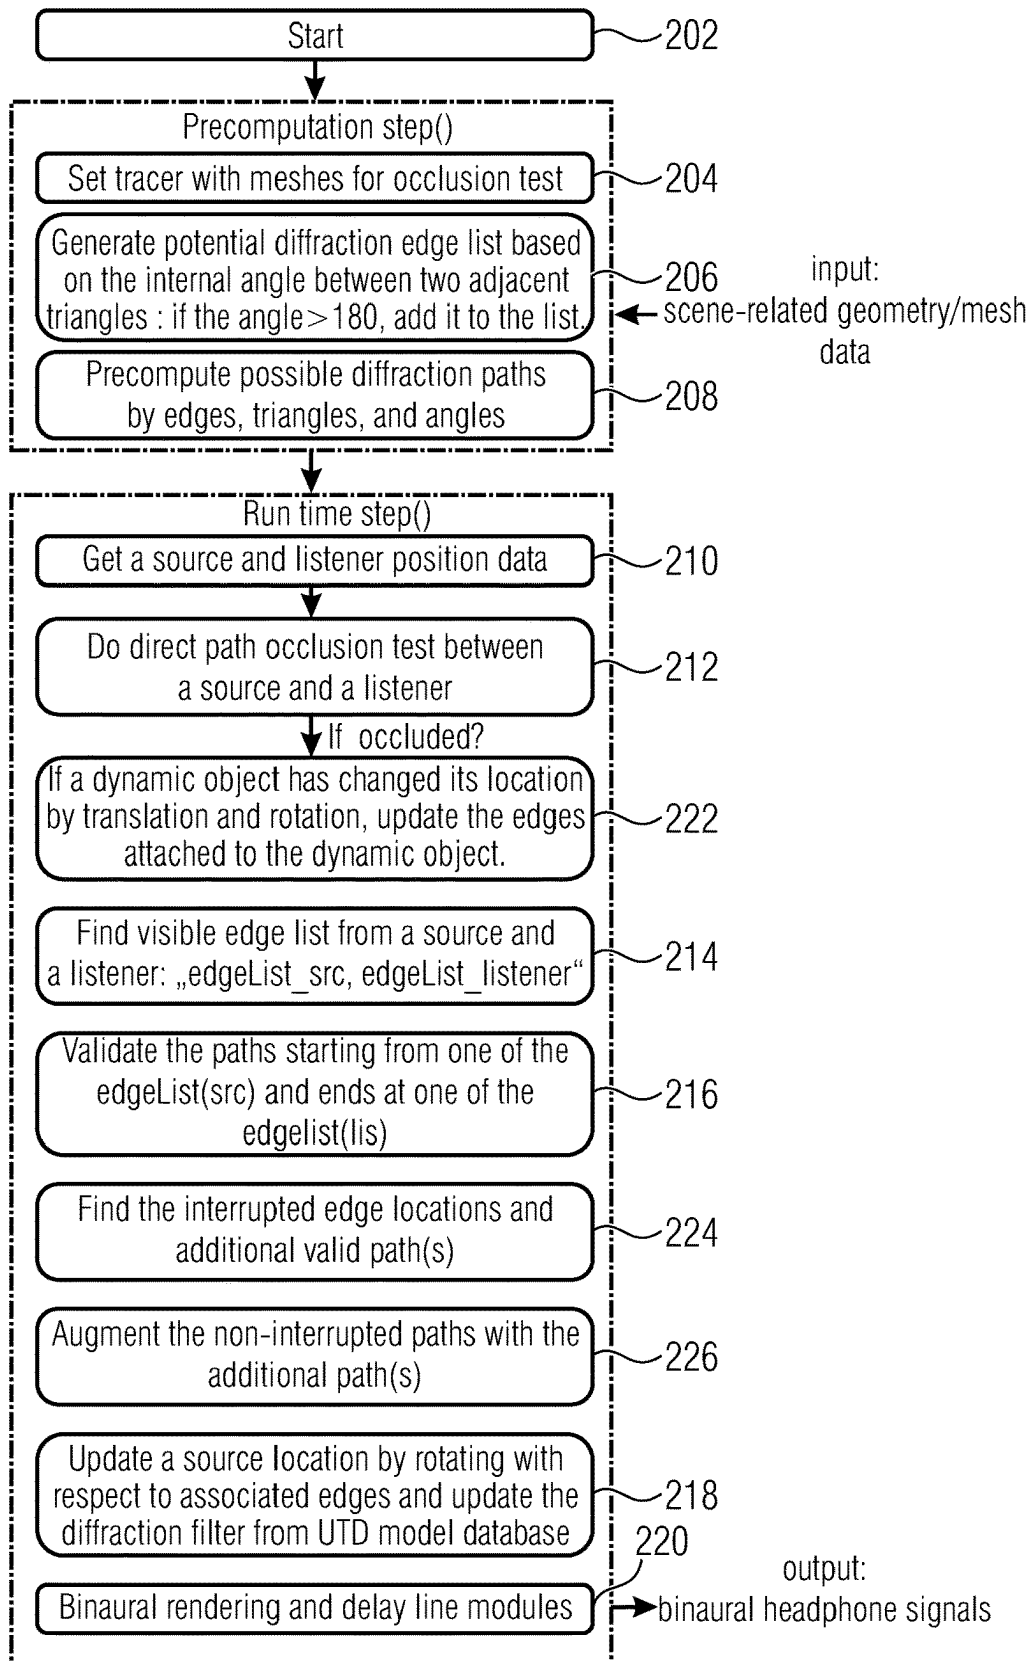 Start
202
Precomputation step()
Set tracer with meshes for occlusion test
204
Generate potential diffraction edge list based
on the internal angle between two adjacent
triangles : if the angle>180, add it to the list.
206
input:
scene-related geometry/mesh
data
Precompute possible diffraction paths
by edges, triangles, and angles
208
Run time step()
Get a source and listener position data
210
Do direct path occlusion test between
a source and a listener
212
If occluded?
If a dynamic object has changed its location
by translation and rotation, update the edges
attached to the dynamic object.
222
Find visible edge list from a source and
a listener: „edgeList_src, edgeList_listener“
214
Validate the paths starting from one of the
edgeList(src) and ends at one of the
edgelist(lis)
216
Find the interrupted edge locations and
additional valid path(s)
224
Augment the non-interrupted paths with the
additional path(s)
226
Update a source location by rotating with
respect to associated edges and update the
diffraction filter from UTD model database
218
220
Binaural rendering and delay line modules
output:
binaural headphone signals